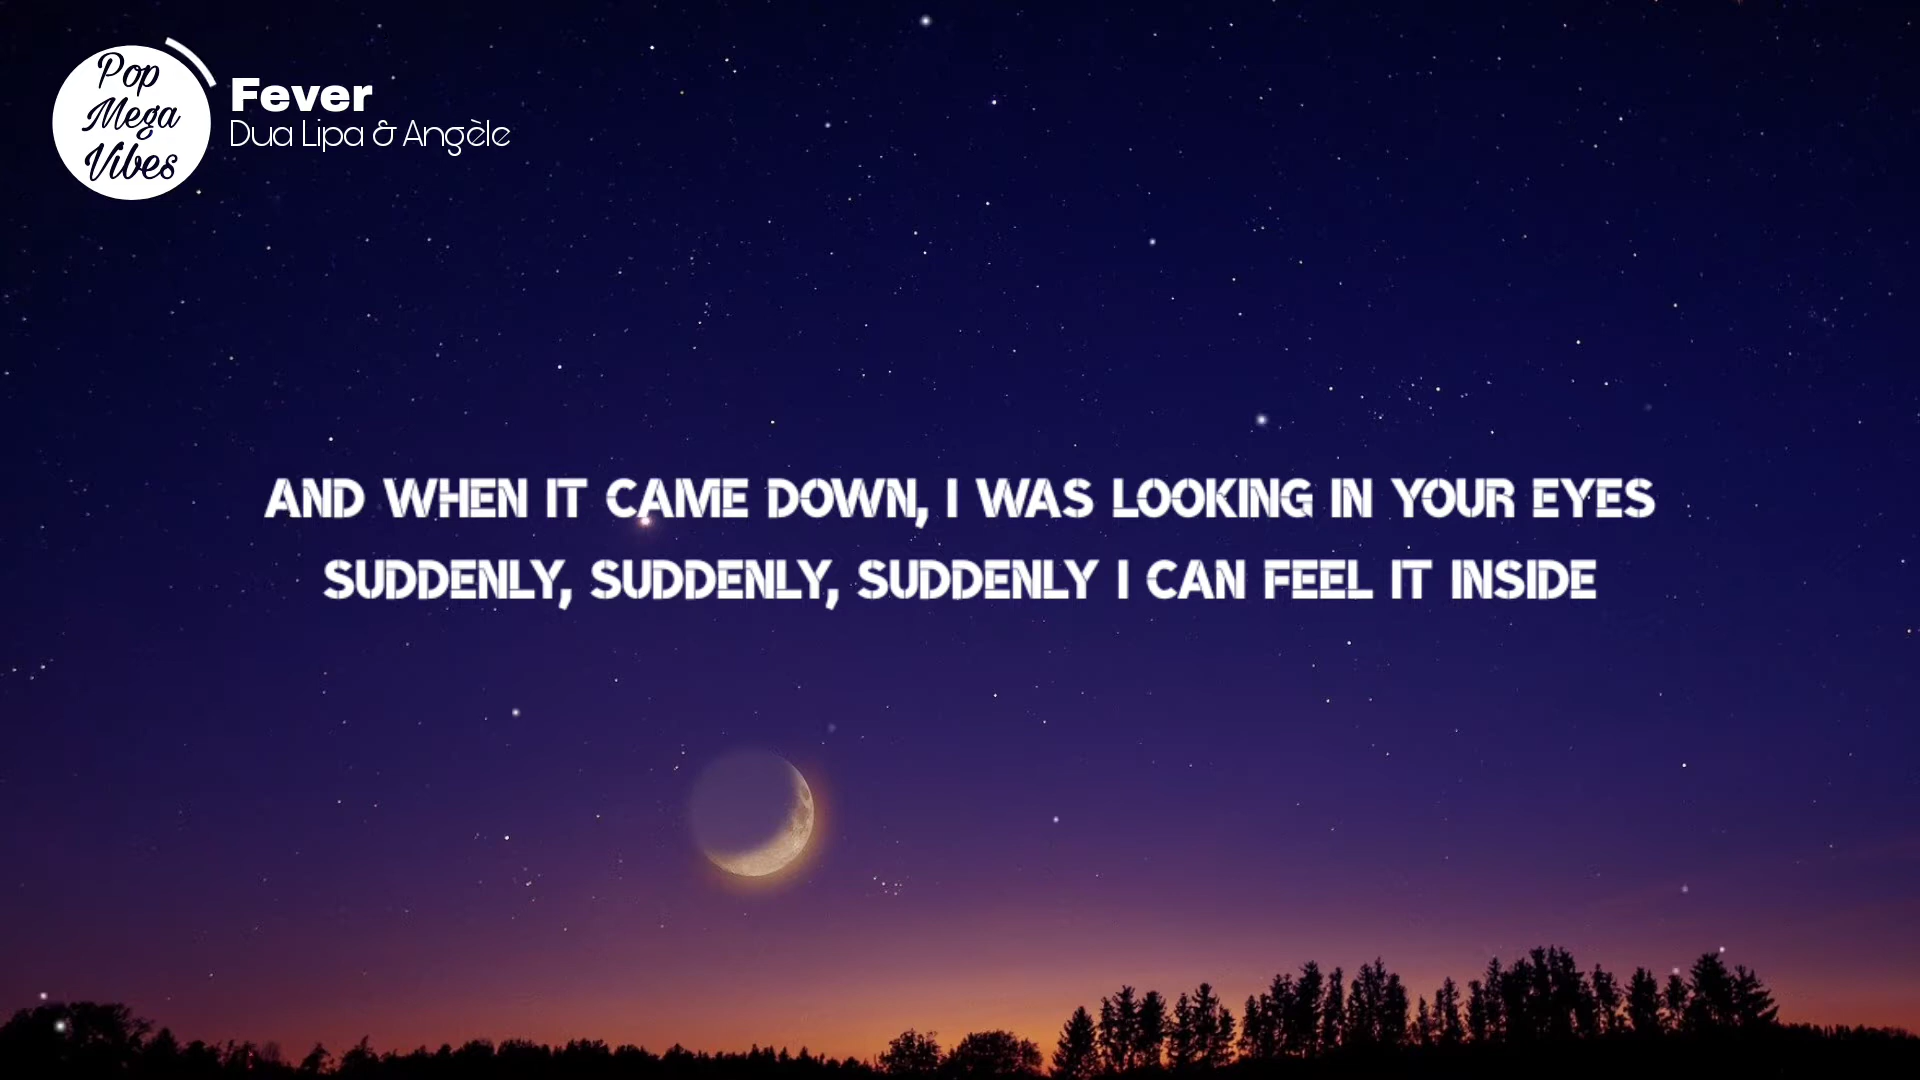 Pop
Mega
Vibes
Fever
Dua Lipa & Angèle
AND WHEN IT CAME DOWN, I WAS LOOKING IN YOUR EYES
SUDDENLY, SUDDENLY, SUDDENLY I CAN FEEL IT INSIDE